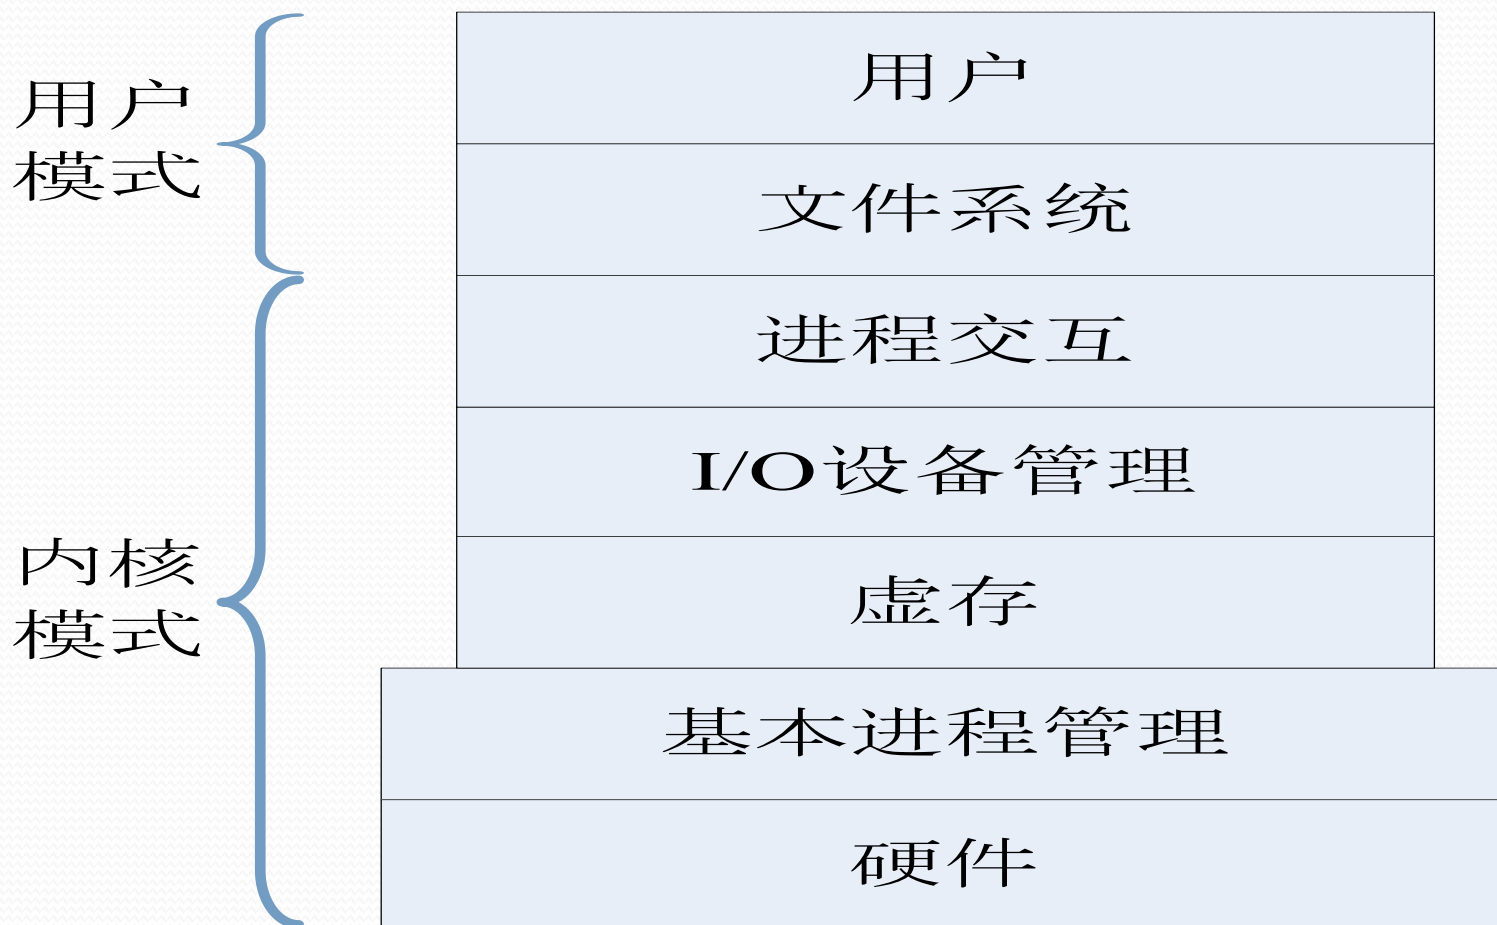 用户
模式
用户
文件系统
进程交互
I/O设备管理
虚存
内核
模式
基本进程管理
硬件